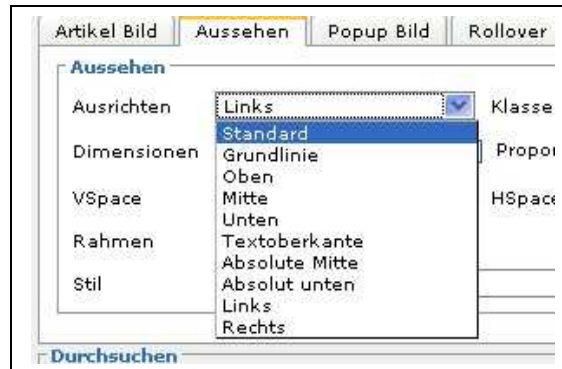 Artikel Bild Aussehen Popup Bild Rollover
Aussehen
Ausrichten Links Klasse
Standard
Dimensionen Grundlinie
Oben
VSpace Mitte HSpace
Unten
Rahmen Textoberkante
Absolute Mitte
Stil Absolut unten
Links
Rechts
Durchsuchen